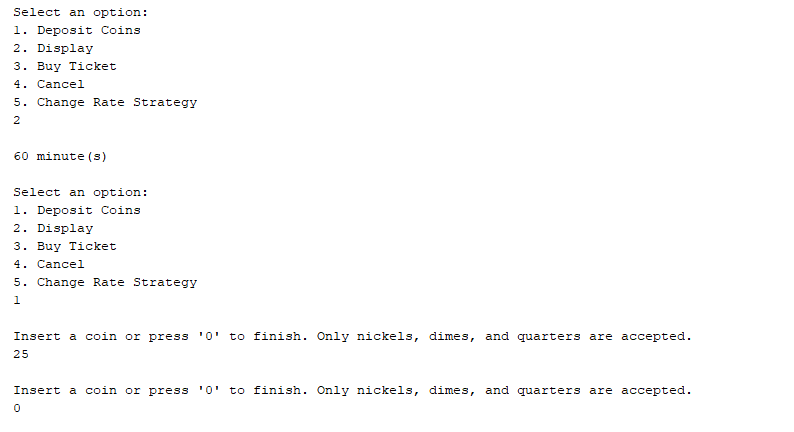 Select an option:
1. Deposit Coins
2. Display
3. Buy Ticket
4. Cancel
5. Change Rate Strategy
2
60 minute(s)
Select an option:
1. Deposit Coins
2. Display
3. Buy Ticket
4. Cancel
5. Change Rate Strategy
1
Insert a coin or press '0' to finish. Only nickels, dimes, and quarters are accepted.
25
Insert a coin or press '0' to finish. Only nickels, dimes, and quarters are accepted.
0